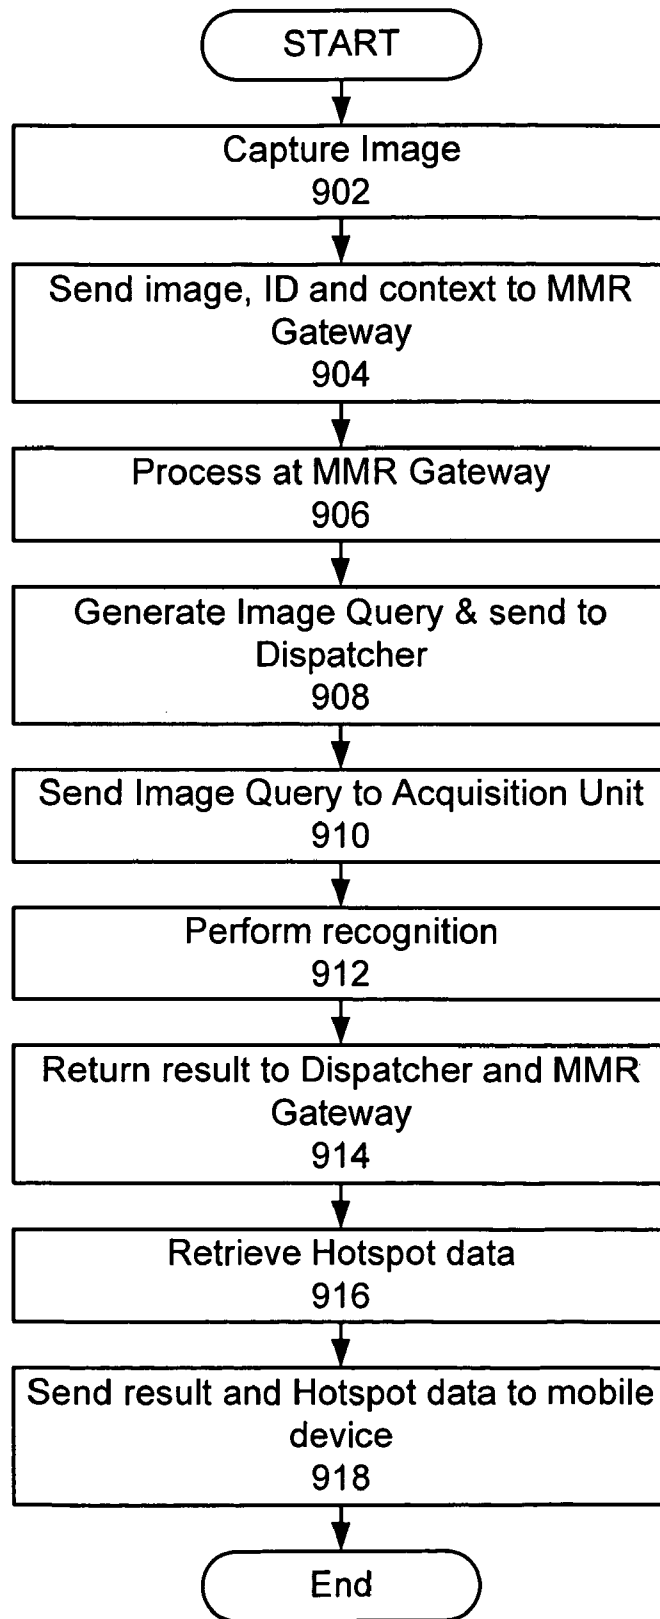 START
Capture Image
902
Send image, ID and context to MMR
Gateway
904
Process at MMR Gateway
906
Generate Image Query & send to
Dispatcher
908
Send Image Query to Acquisition Unit
910
Perform recognition
912
Return result to Dispatcher and MMR
Gateway
914
Retrieve Hotspot data
916
Send result and Hotspot data to mobile
device
918
End